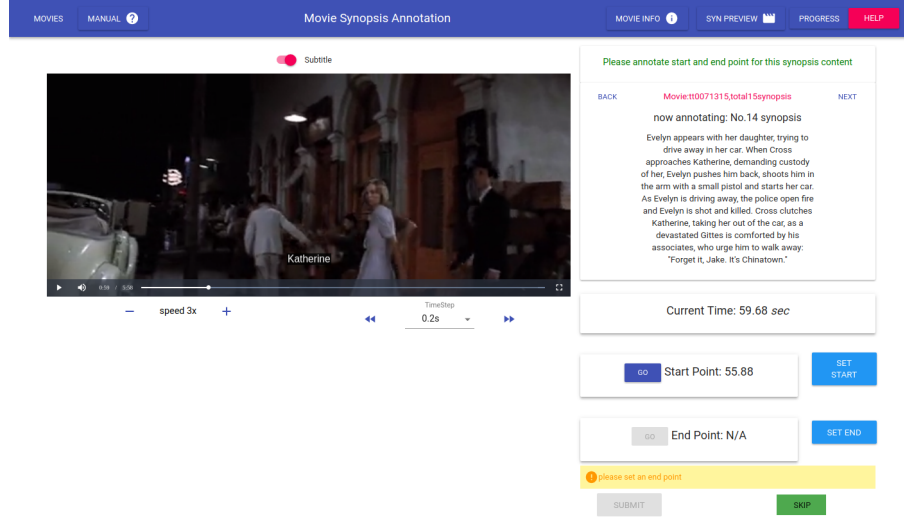 MOVIES
MANUAL ?
Movie Synopsis Annotation
MOVIE INFO i
SYN PREVIEW
PROGRESS
HELP
Subtitle
Katherine
0:59 / 5:56
speed 3x
TimeStep
0.2s
Please annotate start and end point for this synopsis content
BACK
Movie:tt0071315,total15synopsis
NEXT
now annotating: No.14 synopsis
Evelyn appears with her daughter, trying to
drive away in her car. When Cross
approaches Katherine, demanding custody
of her, Evelyn pushes him back, shoots him in
the arm with a small pistol and starts her car.
As Evelyn is driving away, the police open fire
and Evelyn is shot and killed. Cross clutches
Katherine, taking her out of the car, as a
devastated Gittes is comforted by his
associates, who urge him to walk away:
"Forget it, Jake. It's Chinatown."
Current Time: 59.68 sec
GO Start Point: 55.88
SET
START
GO End Point: N/A
SET END
! please set an end point
SUBMIT
SKIP